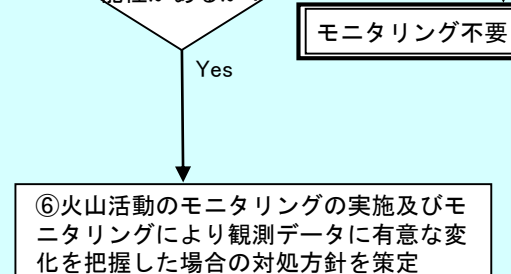 モニタリング不要
Yes
⑥火山活動のモニタリングの実施及びモ
ニタリングにより観測データに有意な変
化を把握した場合の対処方針を策定